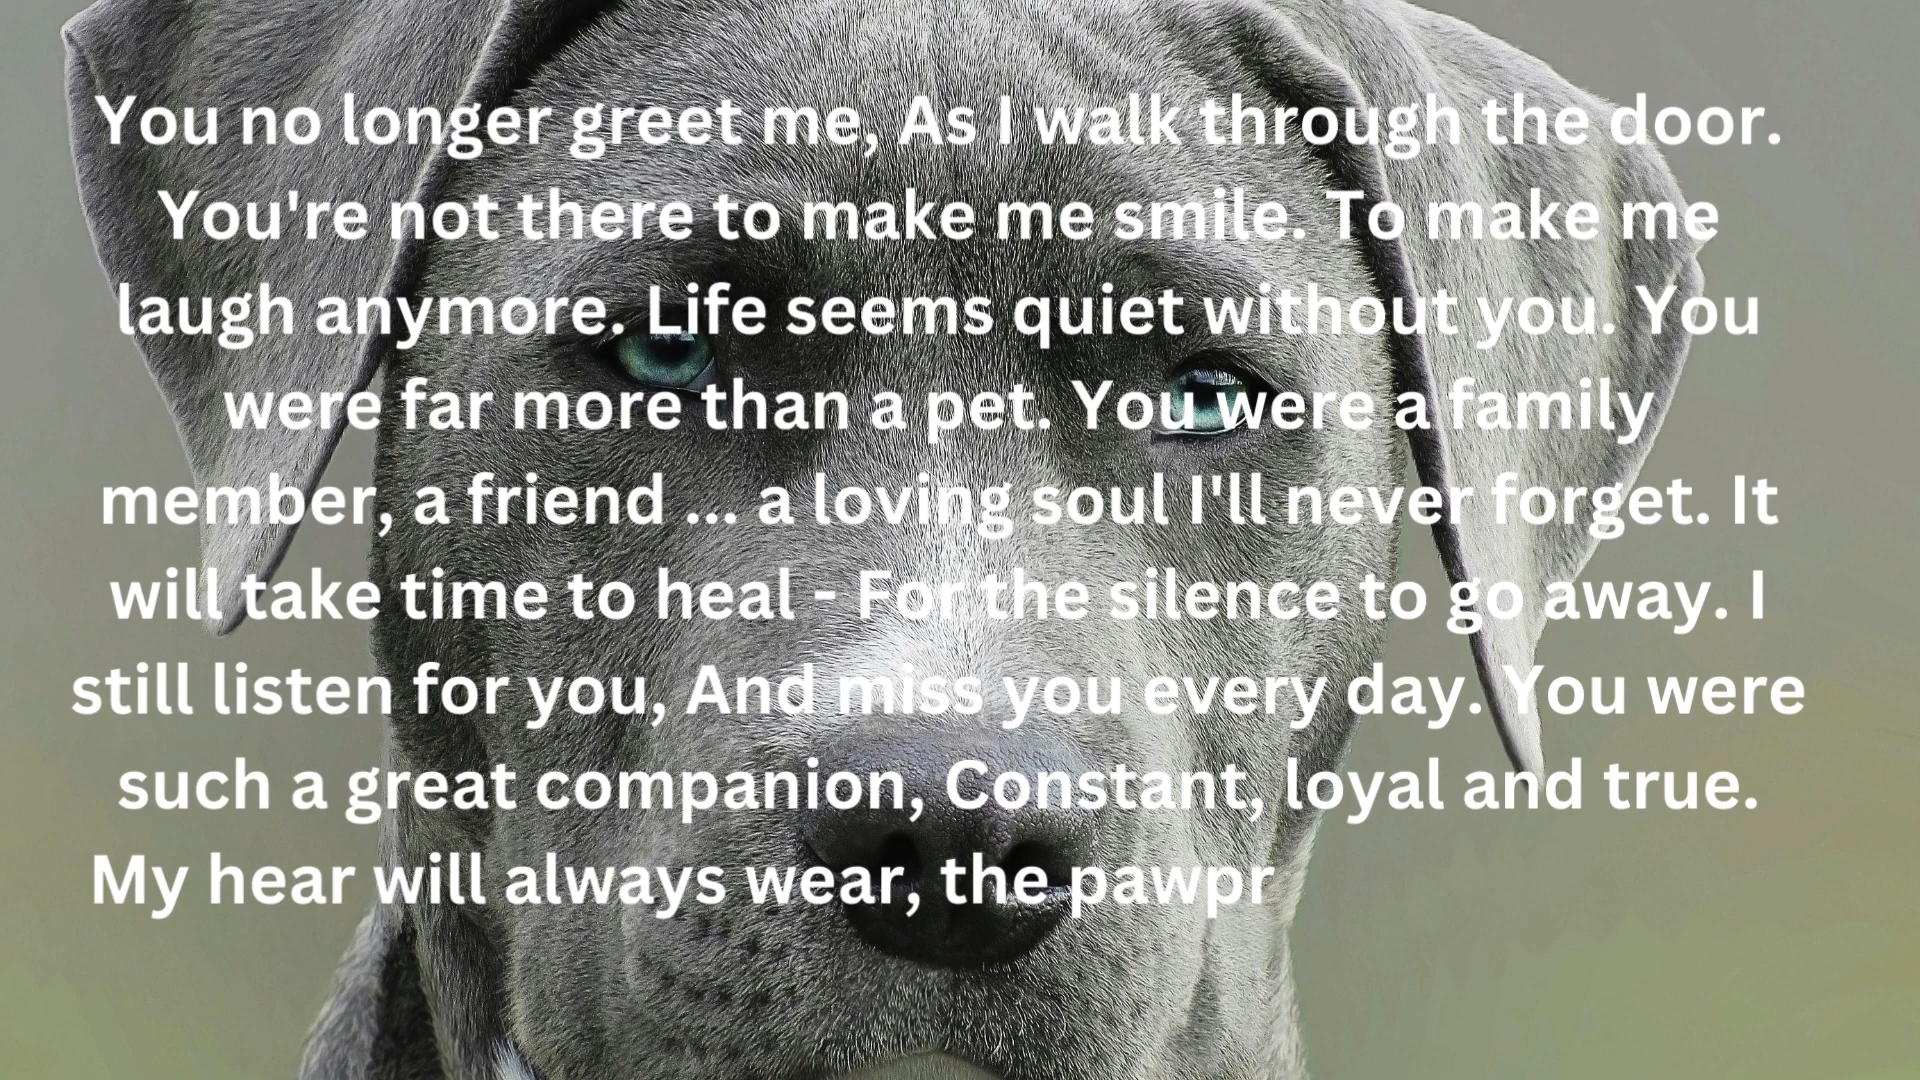 You no longer greet me, As I walk through the door.
You're not there to make me smile. To make me
laugh anymore. Life seems quiet without you. You
were far more than a pet. You were a family
member, a friend ... a loving soul I'll never forget. It
will take time to heal - For the silence to go away. I
still listen for you, And miss you every day. You were
such a great companion, Constant, loyal and true.
My hear will always wear, the pawpr